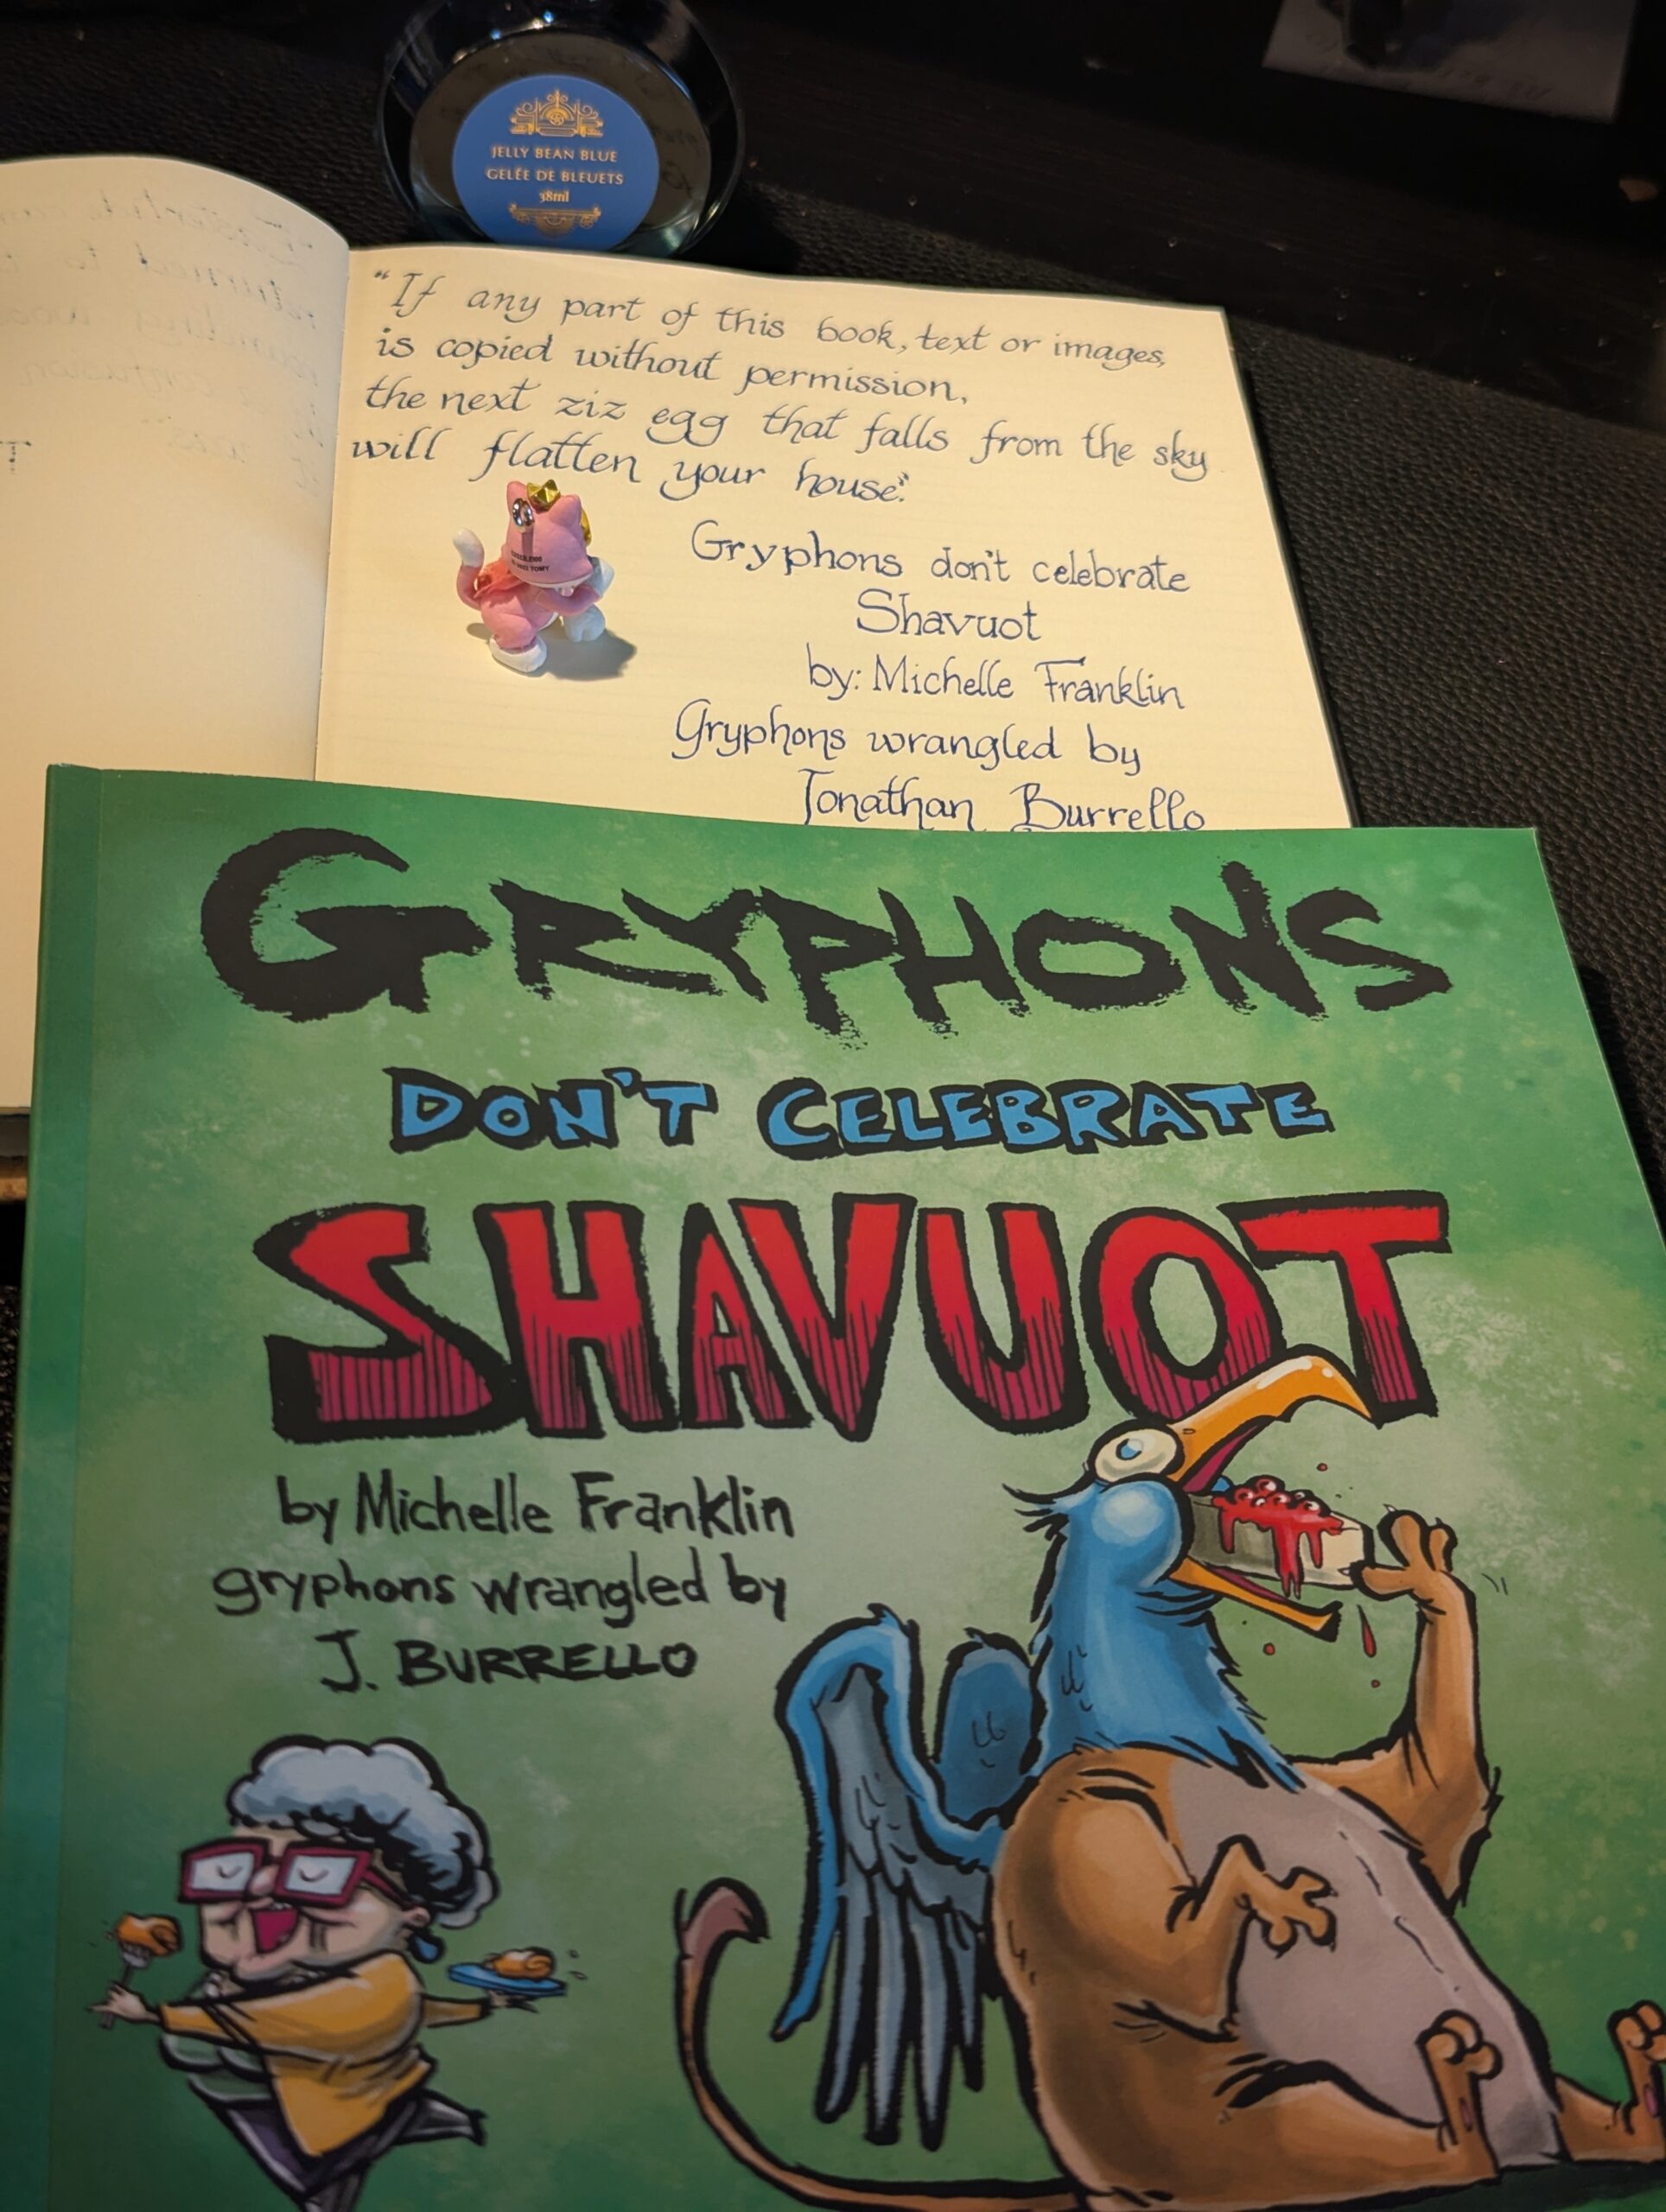 JELLY BEAN BLUE
GELÉE DE BLEUETS
38ml
"If any part of this book, text or images,
is copied without permission,
the next ziz egg that falls from the sky
will flatten your house."
Gryphons don't celebrate
Shavuot
by: Michelle Franklin
Gryphons wrangled by
Jonathan Burrello
GRYPHONS
DON'T CELEBRATE
SHAVUOT
by Michelle Franklin
gryphons wrangled by
J. BURRELLO